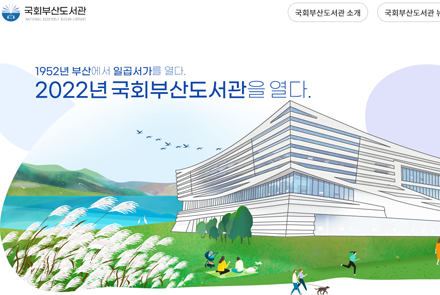 국회부산도서관
NATIONAL ASSEMBLY BUSAN LIBRARY
국회부산도서관 소개
국회부산도서관 뉴
1952년 부산에서 일곱서가를 열다.
2022년 국회부산도서관을 열다.